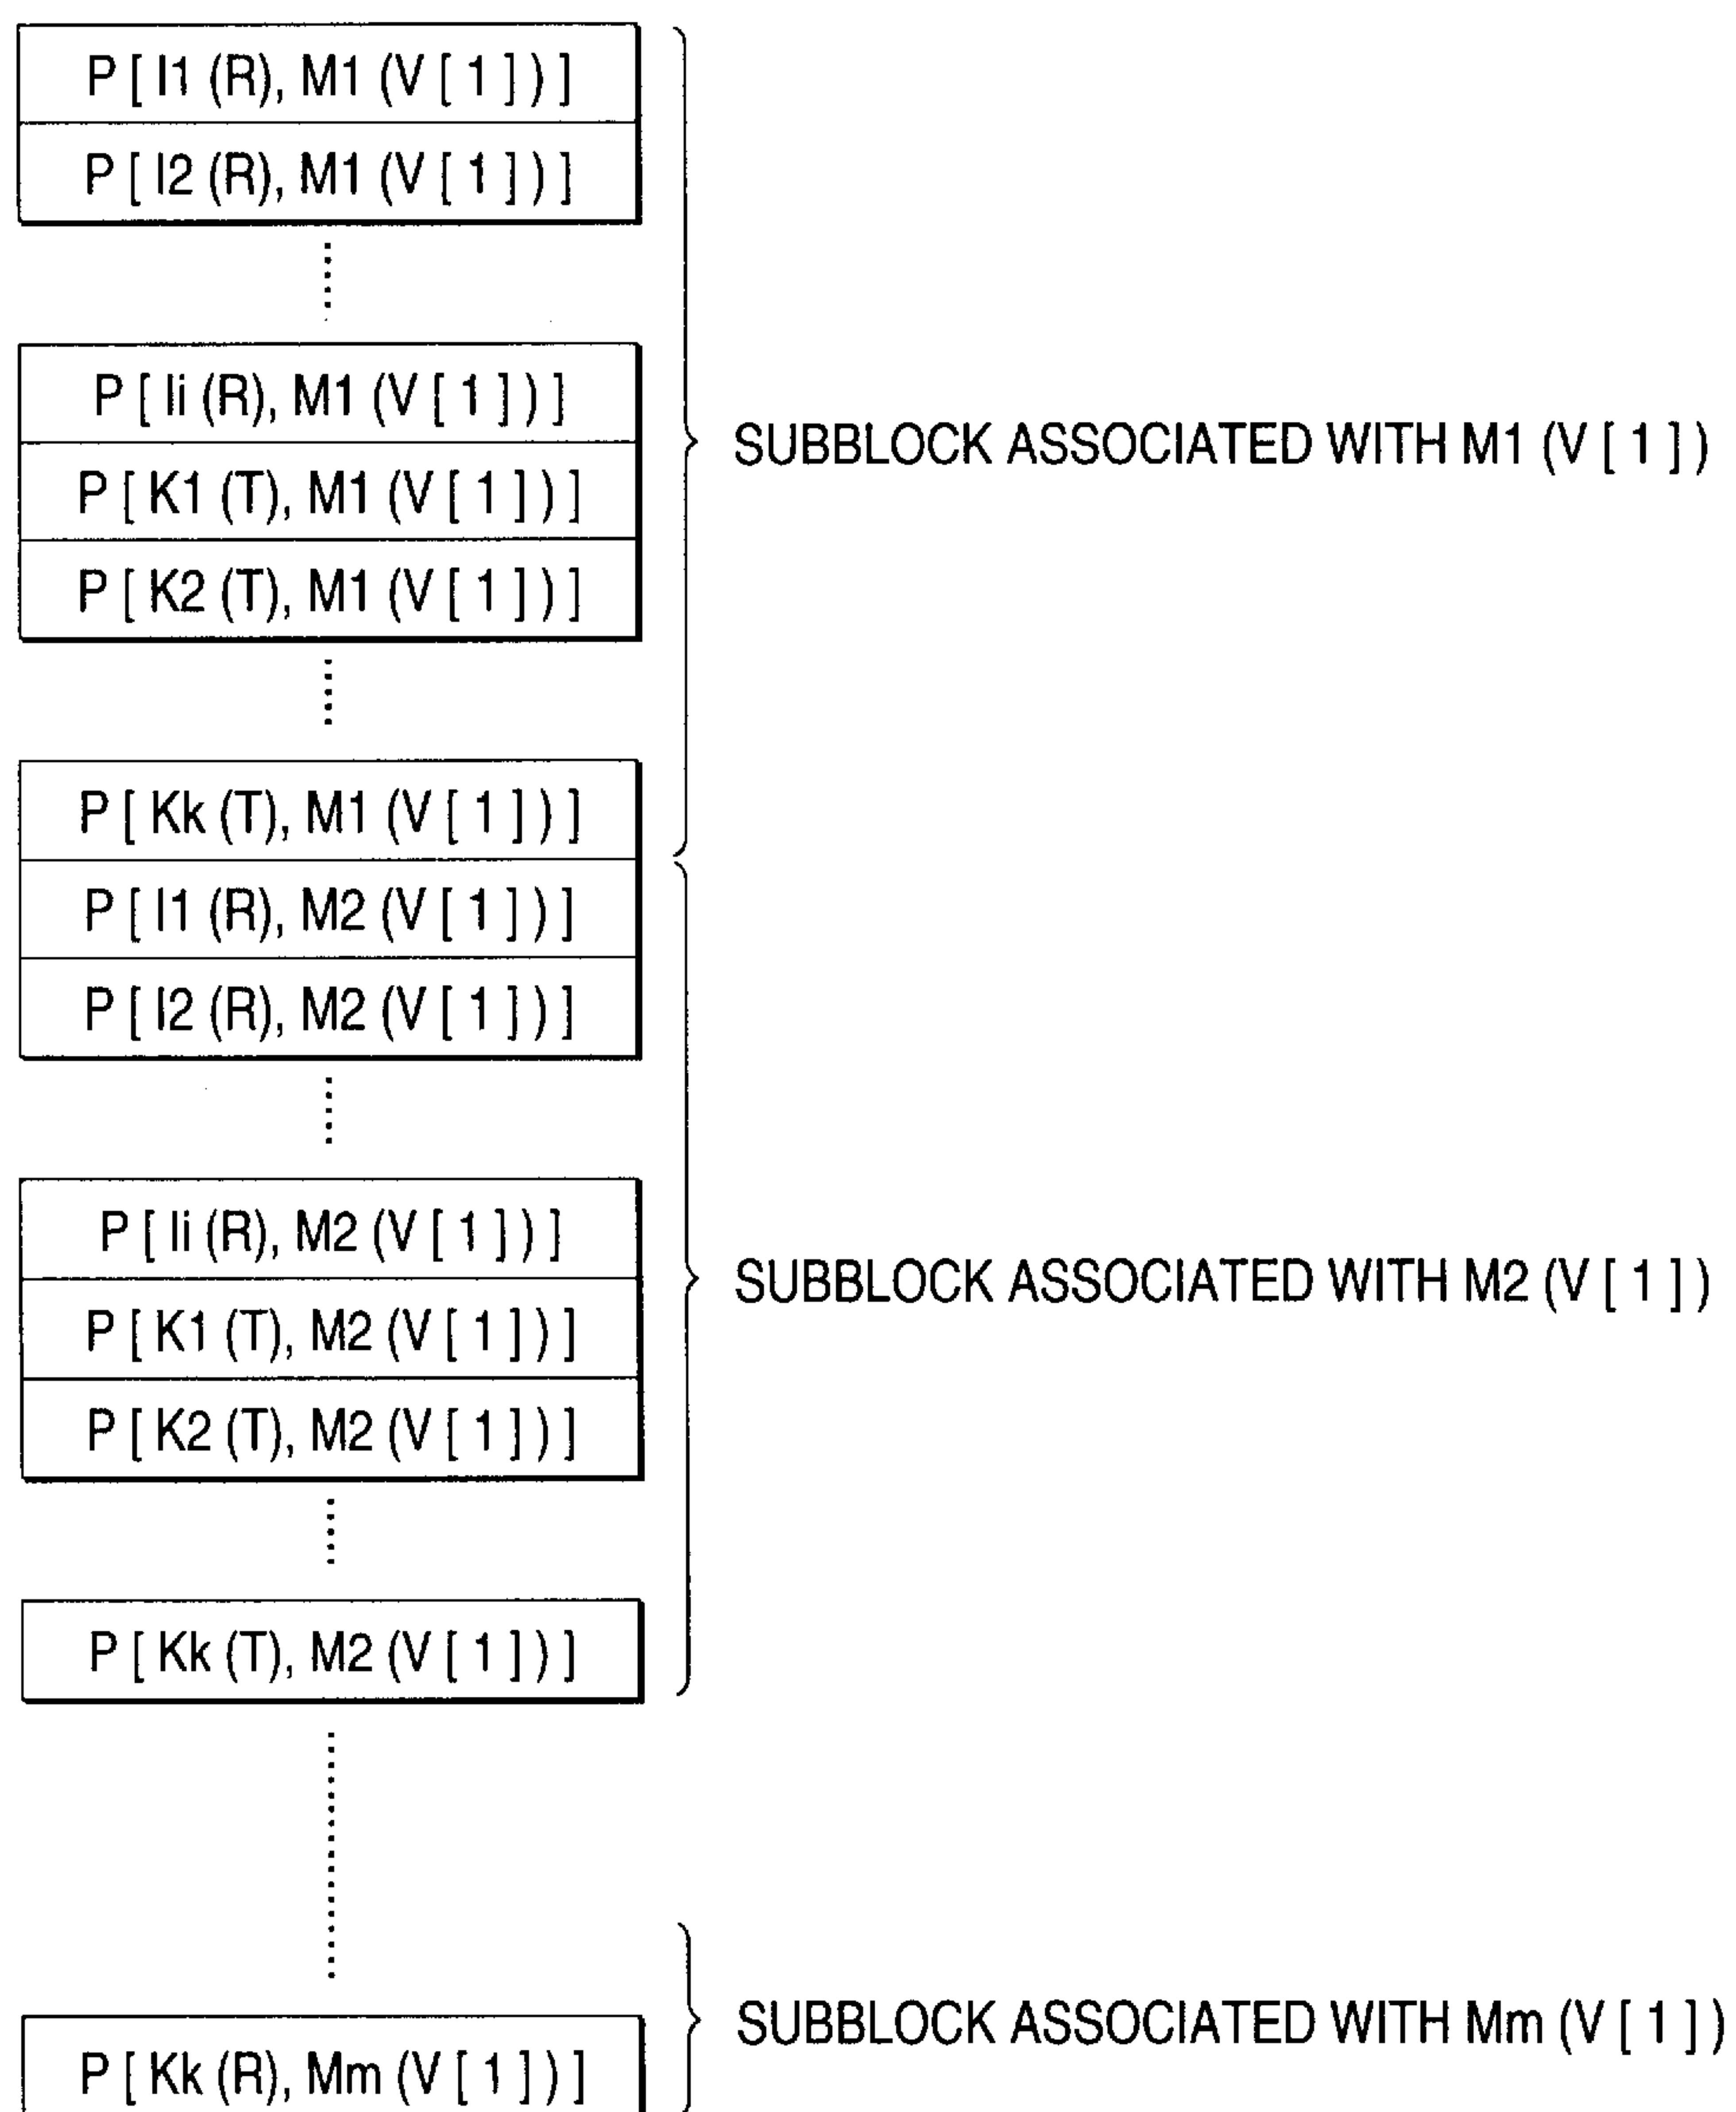 P [ I1 (R), M1 (V [ 1 ] ) ]
P [ I2 (R), M1 (V [ 1 ] ) ]
P [ Ii (R), M1 (V [ 1 ] ) ]
SUBBLOCK ASSOCIATED WITH M1 (V [ 1 ] )
P [ K1 (T), M1 (V [ 1 ] ) ]
P [ K2 (T), M1 (V [ 1 ] ) ]
P [ Kk (T), M1 (V [ 1 ] ) ]
P [ I1 (R), M2 (V [ 1 ] ) ]
P [ I2 (R), M2 (V [ 1 ] ) ]
P [ Ii (R), M2 (V [ 1 ] ) ]
SUBBLOCK ASSOCIATED WITH M2 (V [ 1 ] )
P [ K1 (T), M2 (V [ 1 ] ) ]
P [ K2 (T), M2 (V [ 1 ] ) ]
P [ Kk (T), M2 (V [ 1 ] ) ]
SUBBLOCK ASSOCIATED WITH Mm (V [ 1 ] )
P [ Kk (R), Mm (V [ 1 ] ) ]